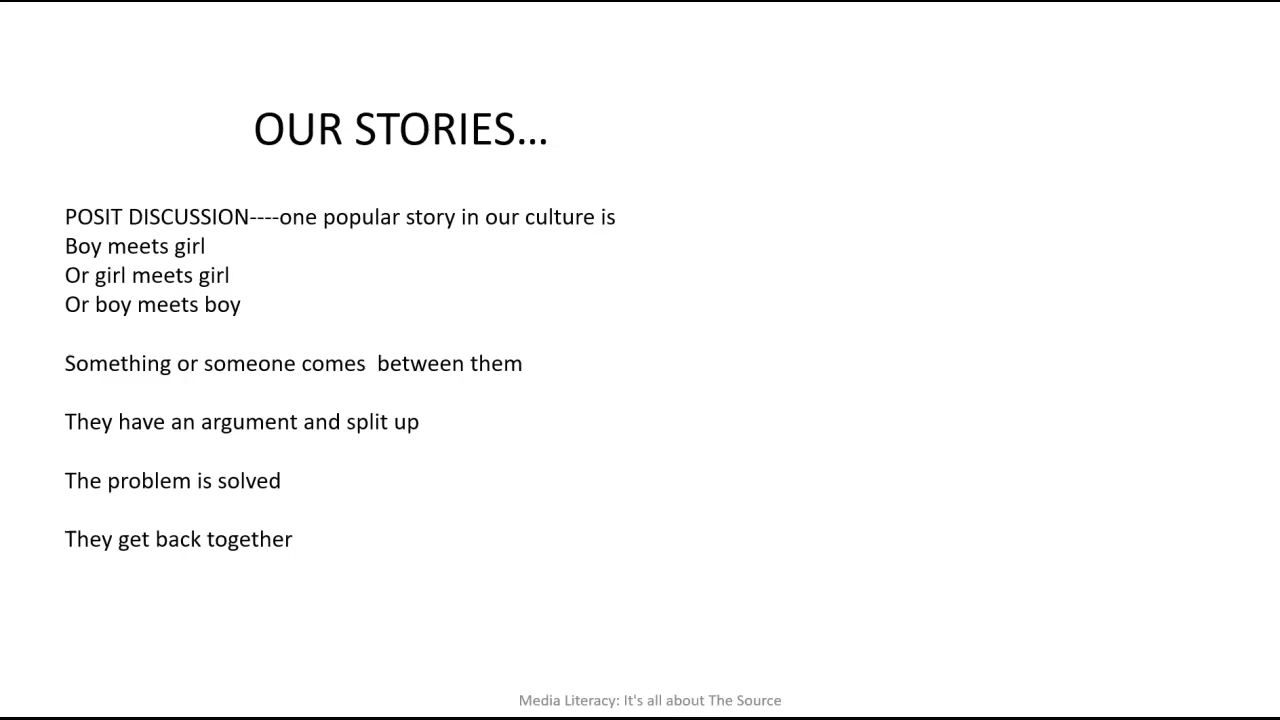 OUR STORIES...
POSIT DISCUSSION----one popular story in our culture is
Boy meets girl
Or girl meets girl
Or boy meets boy
Something or someone comes  between them
They have an argument and split up
The problem is solved
They get back together
Media Literacy: It's all about The Source